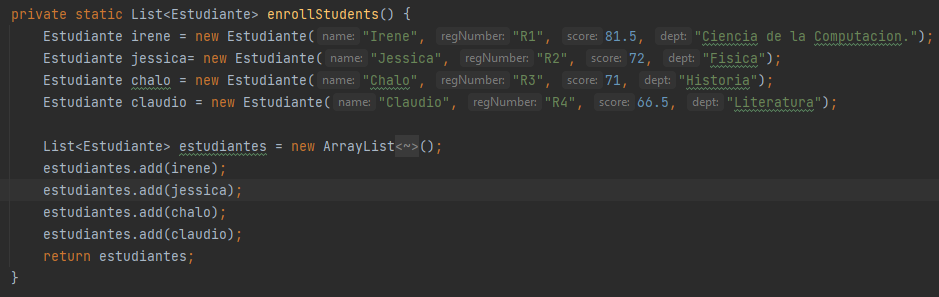 private static List<Estudiante> enrollStudents() {
Estudiante irene = new Estudiante( name: "Irene", regNumber: "R1", score: 81.5, dept: "Ciencia de la Computacion.");
Estudiante jessica= new Estudiante( name: "Jessica", regNumber: "R2", score: 72, dept: "Fisica");
Estudiante chalo = new Estudiante( name: "Chalo", regNumber: "R3", score: 71, dept: "Historia");
Estudiante claudio = new Estudiante( name: "Claudio", regNumber: "R4", score: 66.5, dept: "Literatura");
List<Estudiante> estudiantes = new ArrayList<~>();
estudiantes.add(irene);
estudiantes.add(jessica);
estudiantes.add(chalo);
estudiantes.add(claudio);
return estudiantes;
}